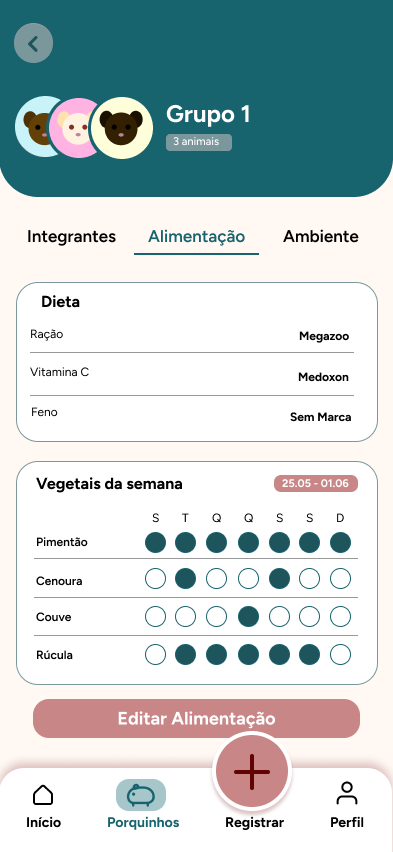 Grupo 1
3 animais
Integrantes Alimentação Ambiente
Dieta
Ração Megazoo
Vitamina C Medoxon
Feno Sem Marca
Vegetais da semana 25.05 - 01.06
S T Q Q S S D
Pimentão
Cenoura
Couve
Rúcula
Editar Alimentação
Início Porquinhos Registrar Perfil